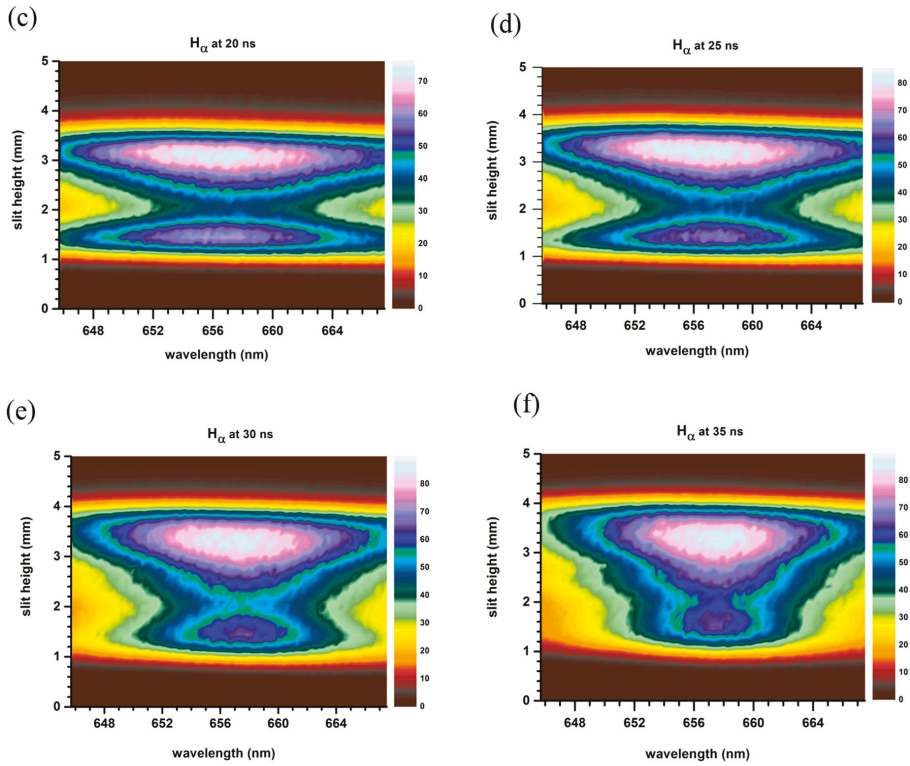 (c)
Hα at 20 ns
slit height (mm)
5
4
3
2
1
0
648 652 656 660 664
wavelength (nm)
70
60
50
40
30
20
10
0
(d)
Hα at 25 ns
slit height (mm)
5
4
3
2
1
0
648 652 656 660 664
wavelength (nm)
80
70
60
50
40
30
20
10
0
(e)
Hα at 30 ns
slit height (mm)
5
4
3
2
1
0
648 652 656 660 664
wavelength (nm)
80
70
60
50
40
30
20
10
0
(f)
Hα at 35 ns
slit height (mm)
5
4
3
2
1
0
648 652 656 660 664
wavelength (nm)
80
70
60
50
40
30
20
10
0